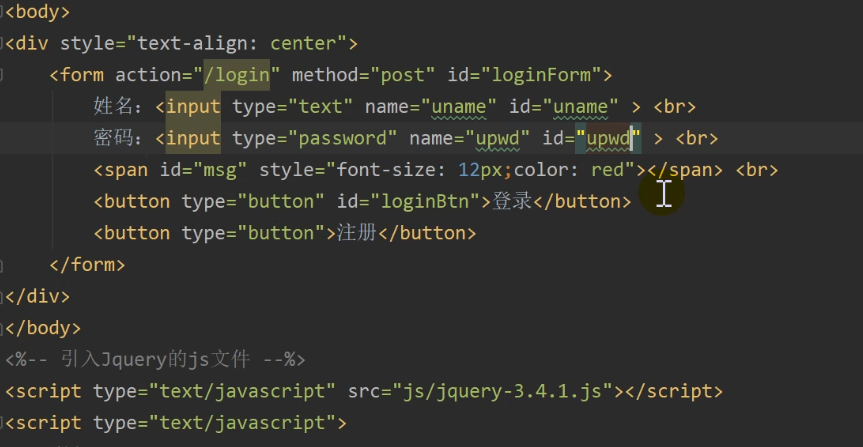 <body>
<div style="text-align: center">
<form action="/login" method="post" id="loginForm">
姓名：<input type="text" name="uname" id="uname" > <br>
密码：<input type="password" name="upwd" id="upwd" > <br>
<span id="msg" style="font-size: 12px;color: red"></span> <br>
<button type="button" id="loginBtn">登录</button>
<button type="button">注册</button>
</form>
</div>
</body>
<%-- 引入Jquery的js文件 --%>
<script type="text/javascript" src="js/jquery-3.4.1.js"></script>
<script type="text/javascript">